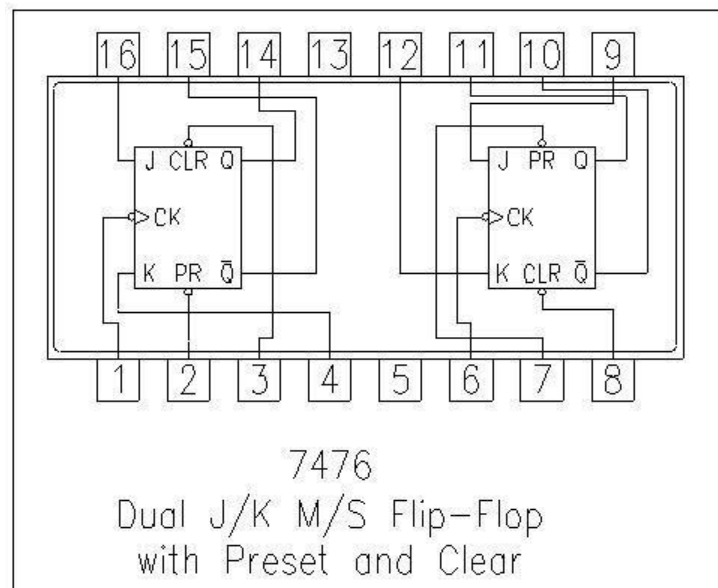 16 15 14 13 12 11 10 9
J CLR Q J PR Q
CK CK
K PR Q̅ K CLR Q̅
1 2 3 4 5 6 7 8
7476
Dual J/K M/S Flip-Flop
with Preset and Clear